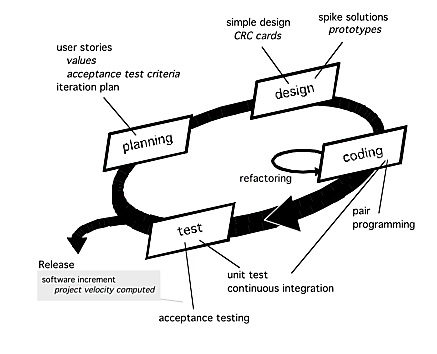 simple design
CRC cards
spike solutions
prototypes
user stories
values
acceptance test criteria
iteration plan
design
planning
coding
refactoring
test
pair
programming
Release
software increment
project velocity computed
unit test
continuous integration
acceptance testing